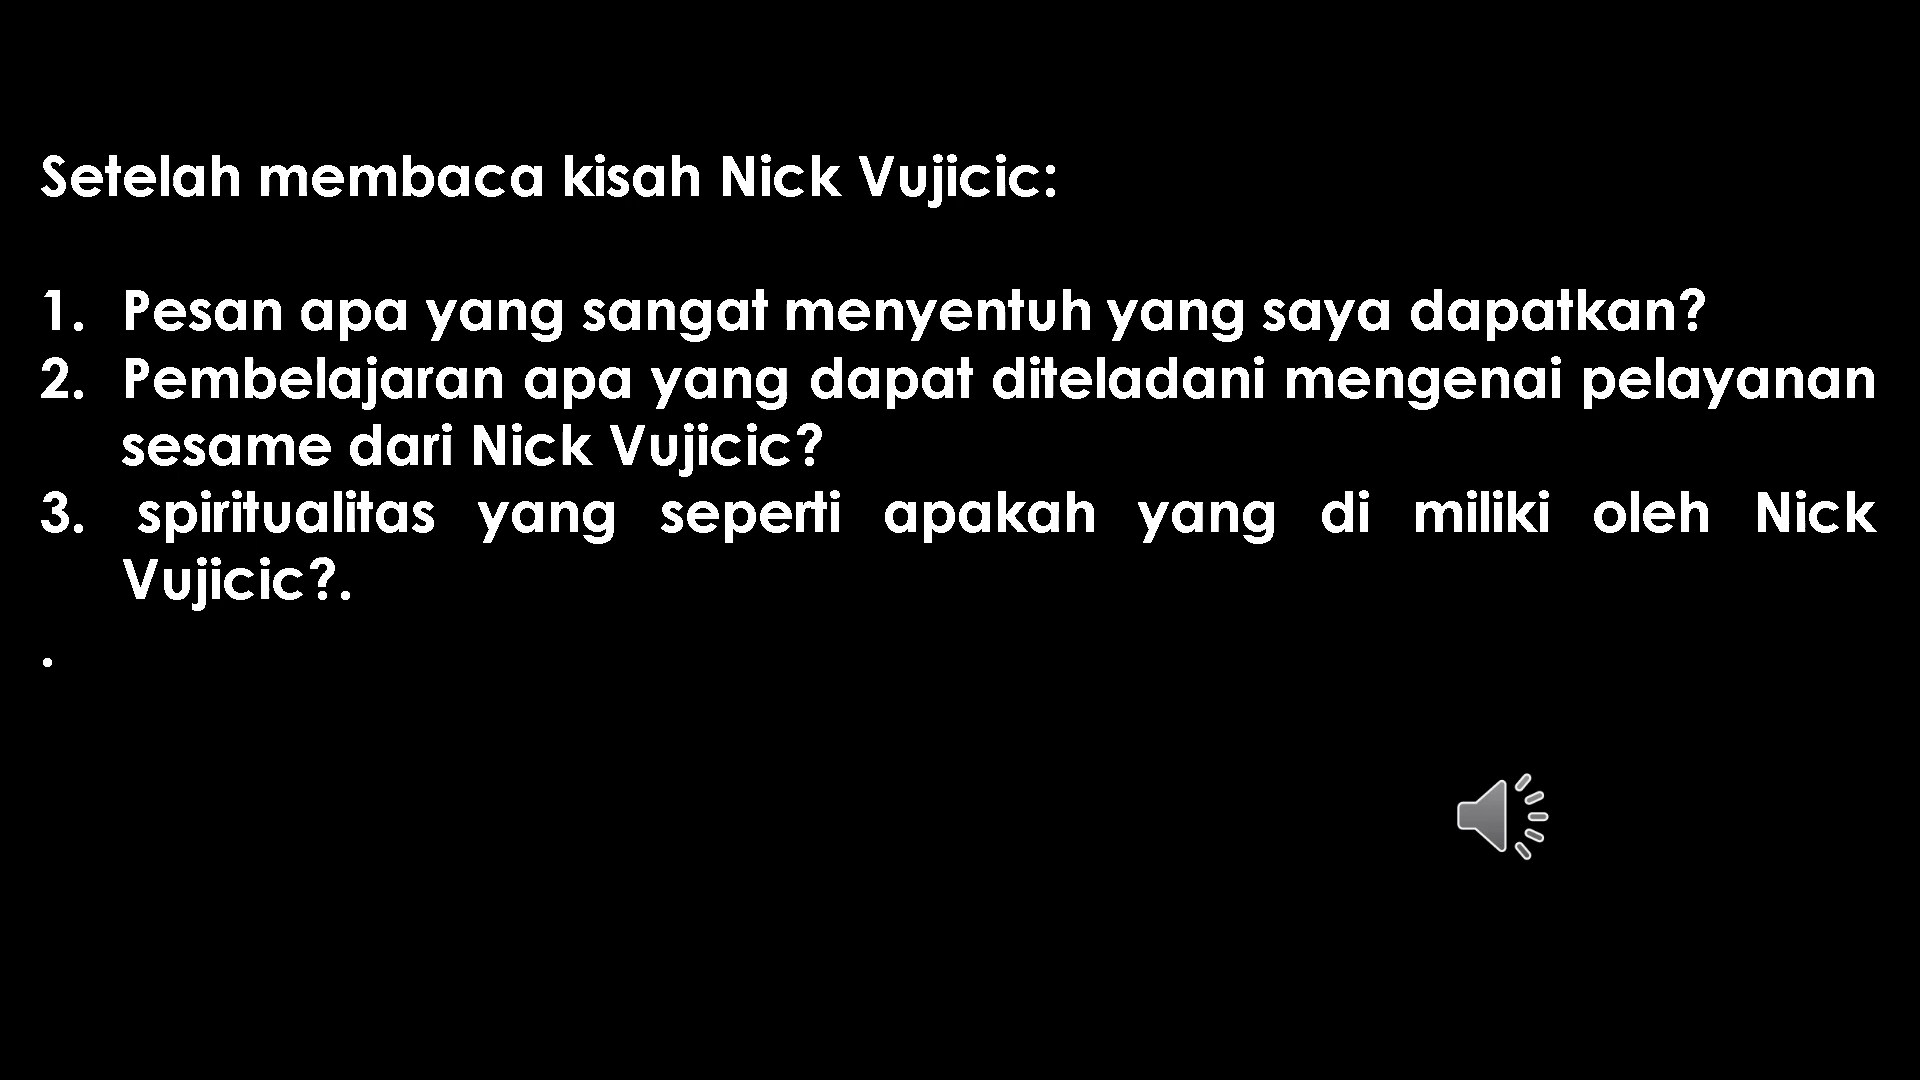 Setelah membaca kisah Nick Vujicic:
1. Pesan apa yang sangat menyentuh yang saya dapatkan?
2. Pembelajaran apa yang dapat diteladani mengenai pelayanan
sesame dari Nick Vujicic?
3. spiritualitas yang seperti apakah yang di miliki oleh Nick
Vujicic?.
.